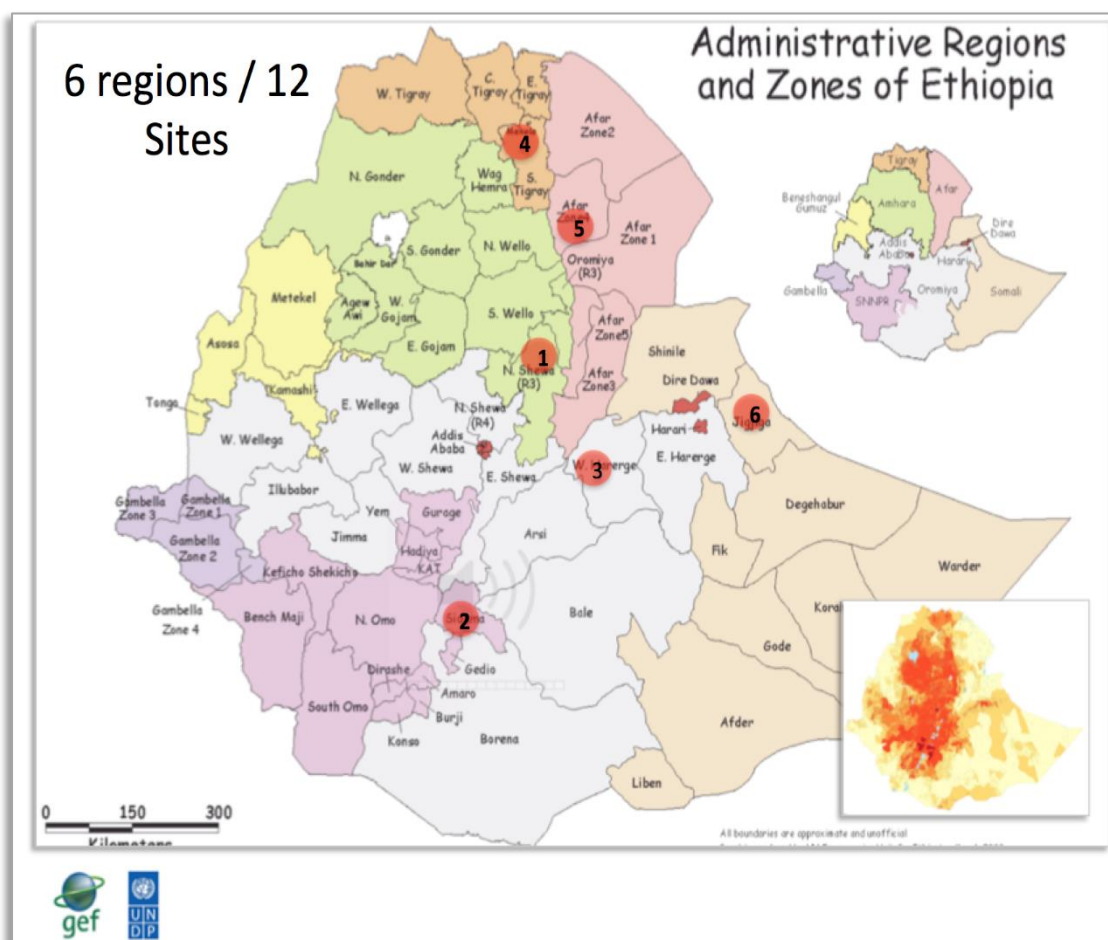 6 regions / 12
Sites
Administrative Regions
and Zones of Ethiopia
W. Tigray
C.
Tigray
E.
Tigray
4
S.
Tigray
Afar
Zone2
N. Gonder
Wag
Hemra
Afar
5
Afar
Zone 1
S. Gonder
N. Wello
Oromiya
(R3)
Bahir Dar
Metekel
Agew
Awi
W.
Gojam
S. Wello
Afar
Zone5
Asosa
E. Gojam
1
N. Shewa
(R3)
Afar
Zone3
Shinile
Dire Dawa
6
Jijiga
Tonga
Kamashi
E. Wellega
N. Shewa
(R4)
Addis
Ababa
Harari
W. Wellega
W. Shewa
E. Shewa
3
W. Harerge
E. Harerge
Degehabur
Gambella
Zone 3
Gambella
Zone 1
Illubabor
Yem
Gurage
Gambella
Zone 2
Jimma
Hadiya
KAT
Arsi
Fik
Warder
Keficho Shekicho
Gambella
Zone 4
Bench Maji
N. Omo
2
Bale
Gode
Dirashe
Gedio
South Omo
Amaro
Burji
Konso
Borena
Afder
Liben
Tigray
Afar
Beneshangul
Gumuz
Amhara
Dire
Dawa
Addis
Harari
Gambella
SNNPR
Oromiya
Somali
0 150 300
Kilometers
All boundaries are approximate and unofficial
gef
U N
D P